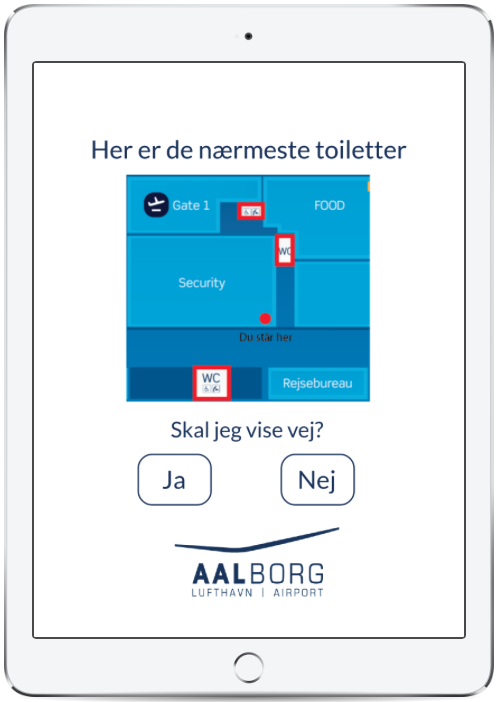 Her er de nærmeste toiletter
Gate 1
FOOD
WC
Security
Du står her
WC
Rejsebureau
Skal jeg vise vej?
Ja
Nej
AALBORG
LUFTHAVN | AIRPORT